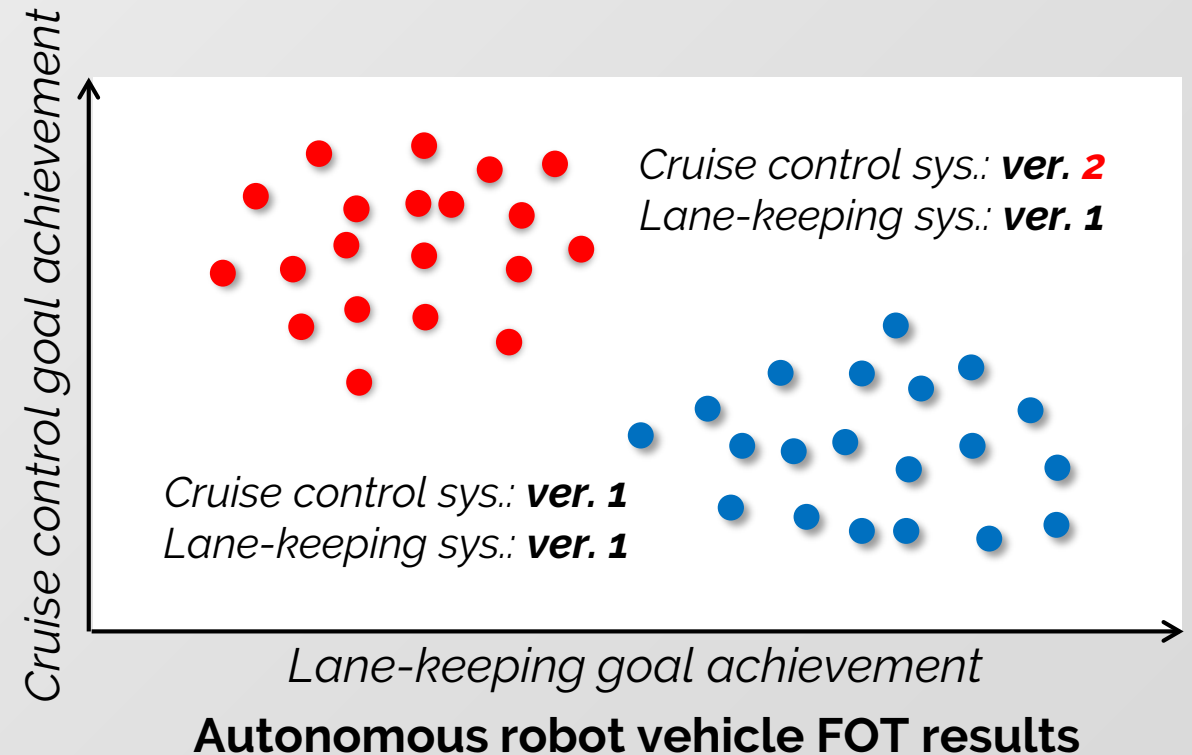 Cruise control goal achievement
Cruise control sys.: ver. 2
Lane-keeping sys.: ver. 1
Cruise control sys.: ver. 1
Lane-keeping sys.: ver. 1
Lane-keeping goal achievement
Autonomous robot vehicle FOT results